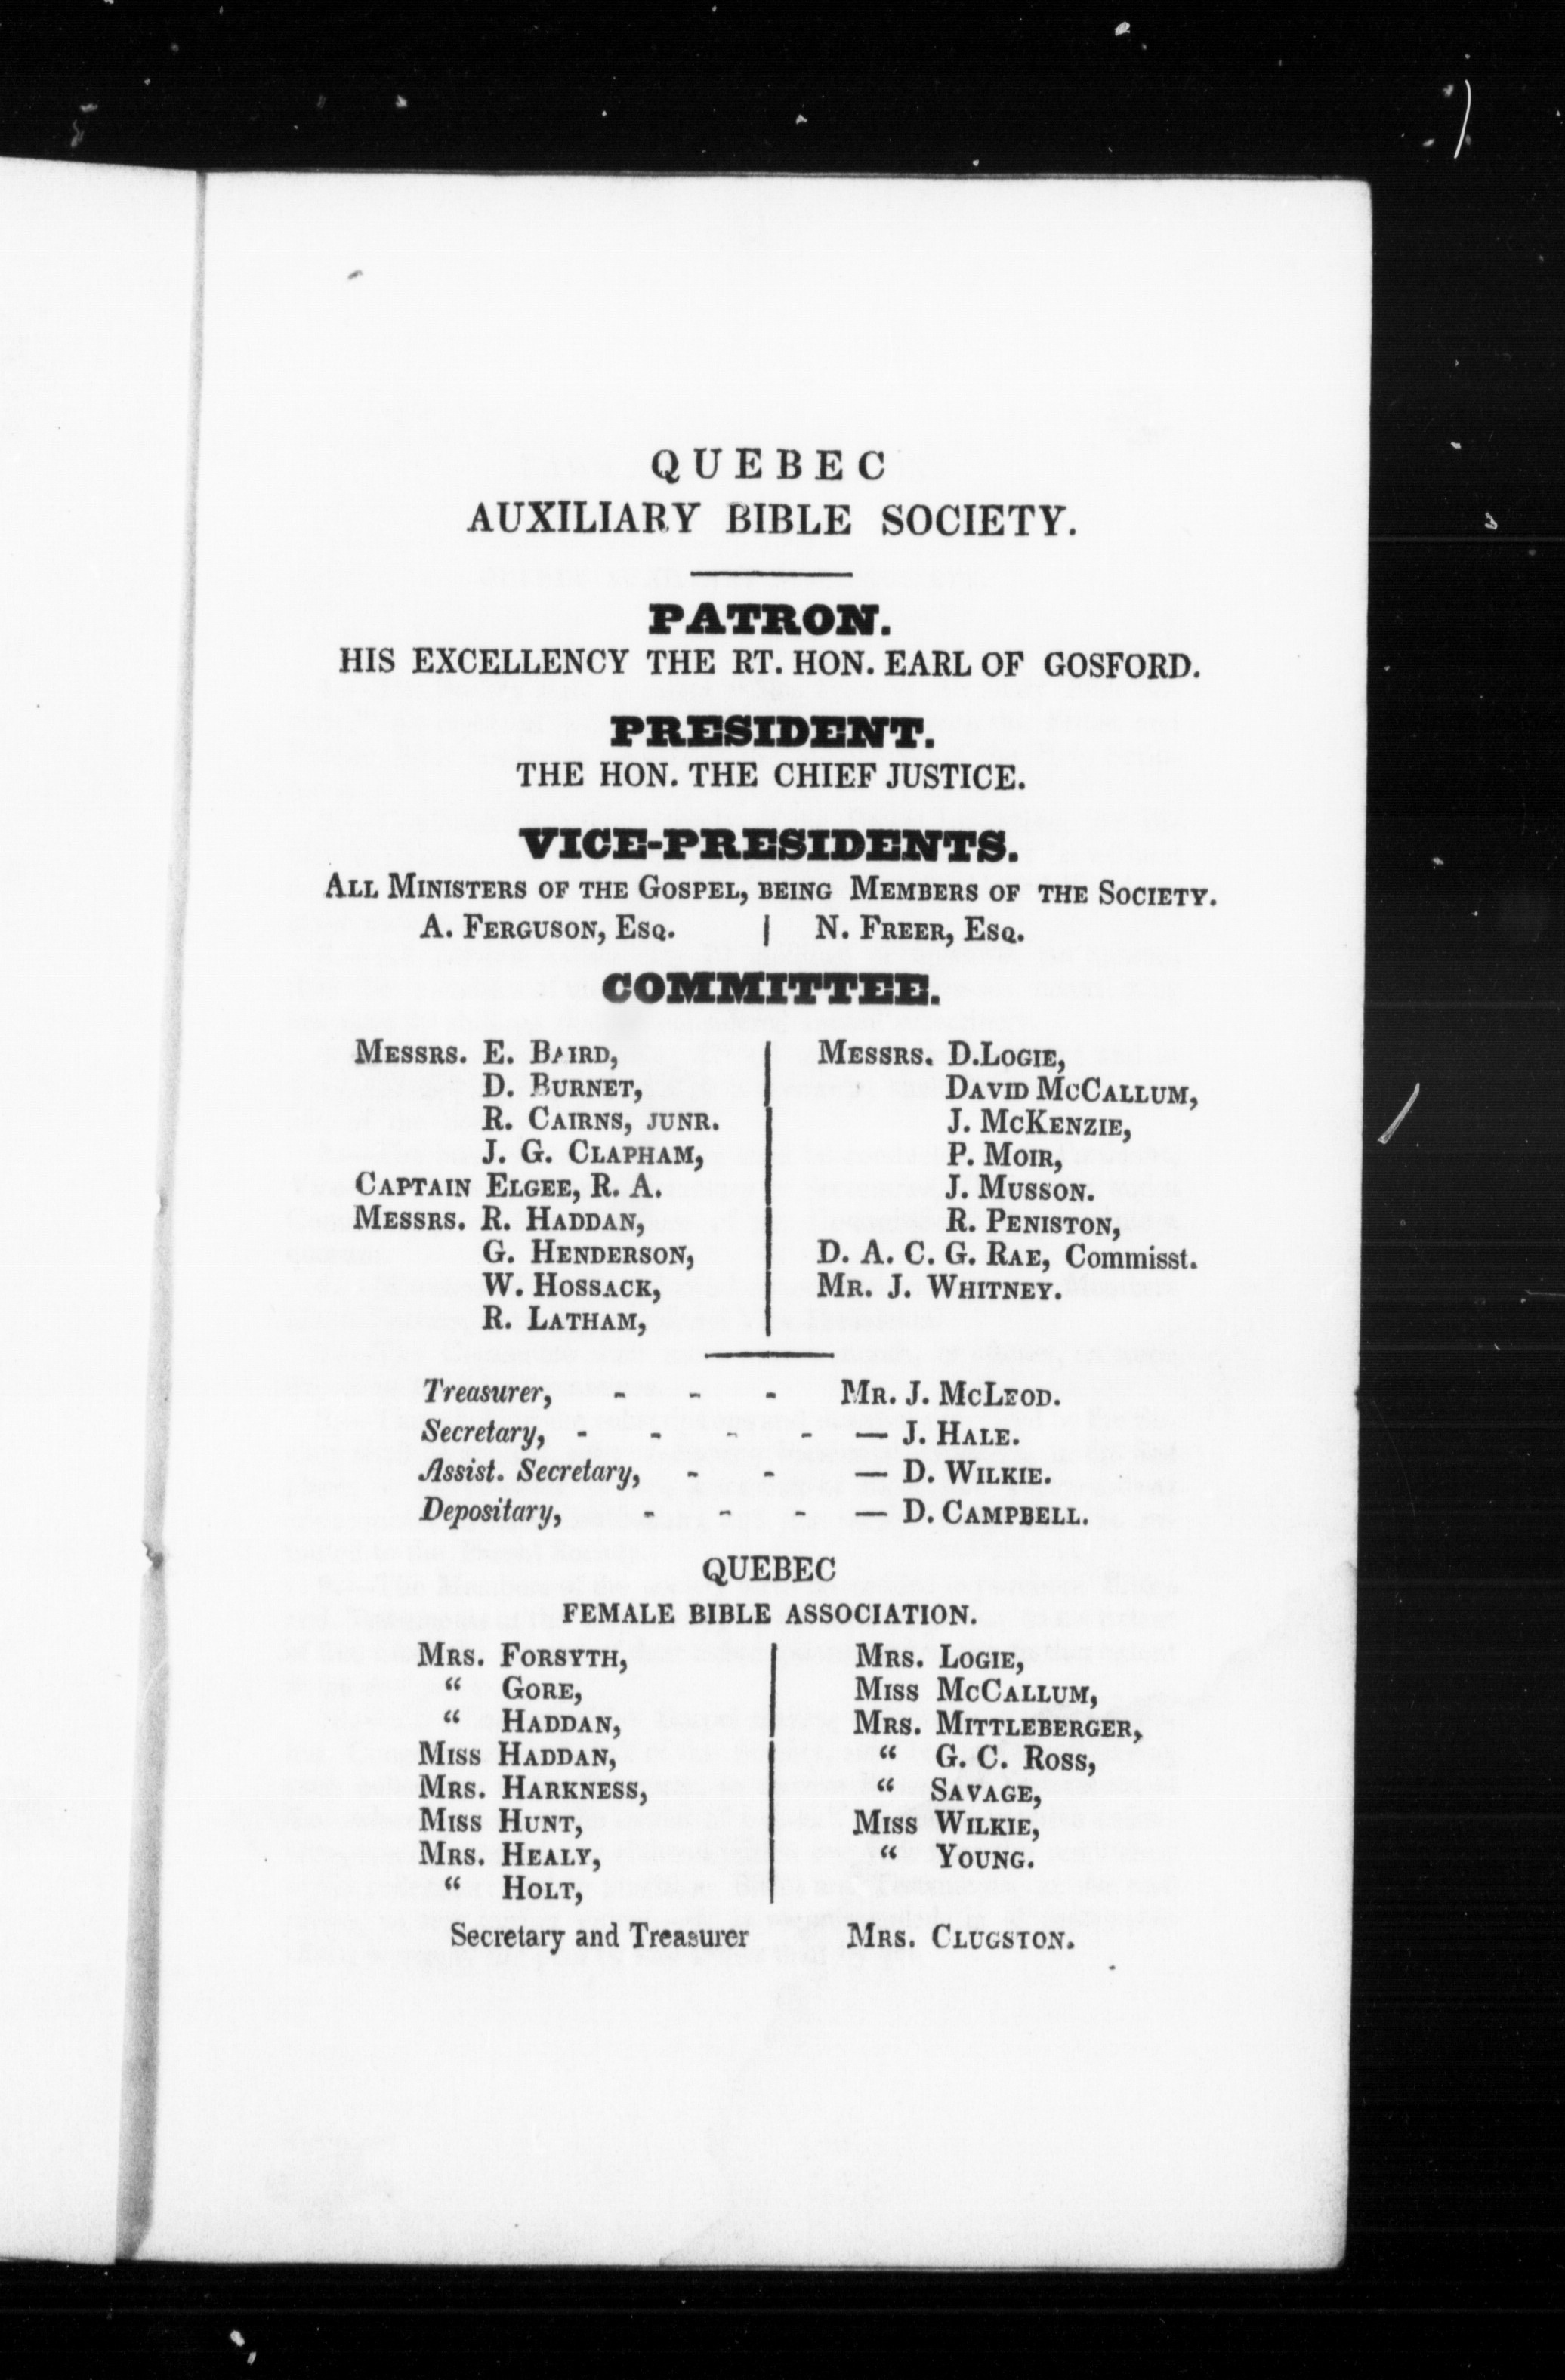 QUEBEC
AUXILIARY BIBLE SOCIETY.
PATRON.
HIS EXCELLENCY THE RT. HON. EARL OF GOSFORD.
PRESIDENT.
THE HON. THE CHIEF JUSTICE.
VICE-PRESIDENTS.
ALL MINISTERS OF THE GOSPEL, BEING MEMBERS OF THE SOCIETY.
A. FERGUSON, ESQ. | N. FREER, ESQ.
COMMITTEE.
MESSRS. E. BAIRD,
D. BURNET,
R. CAIRNS, JUNR.
J. G. CLAPHAM,
CAPTAIN ELGEE, R. A.
MESSRS. R. HADDAN,
G. HENDERSON,
W. HOSSACK,
R. LATHAM,
MESSRS. D. LOGIE,
DAVID MCCALLUM,
J. MCKENZIE,
P. MOIR,
J. MUSSON.
R. PENISTON,
D. A. C. G. RAE, Commisst.
MR. J. WHITNEY.
Treasurer, - - - MR. J. MCLEOD.
Secretary, - - - - — J. HALE.
Assist. Secretary, - - — D. WILKIE.
Depositary, - - - — D. CAMPBELL.
QUEBEC
FEMALE BIBLE ASSOCIATION.
MRS. FORSYTH,
“ GORE,
“ HADDAN,
MISS HADDAN,
MRS. HARKNESS,
MISS HUNT,
MRS. HEALY,
“ HOLT,
MRS. LOGIE,
MISS MCCALLUM,
MRS. MITTLEBERGER,
“ G. C. ROSS,
“ SAVAGE,
MISS WILKIE,
“ YOUNG.
Secretary and Treasurer MRS. CLUGSTON.